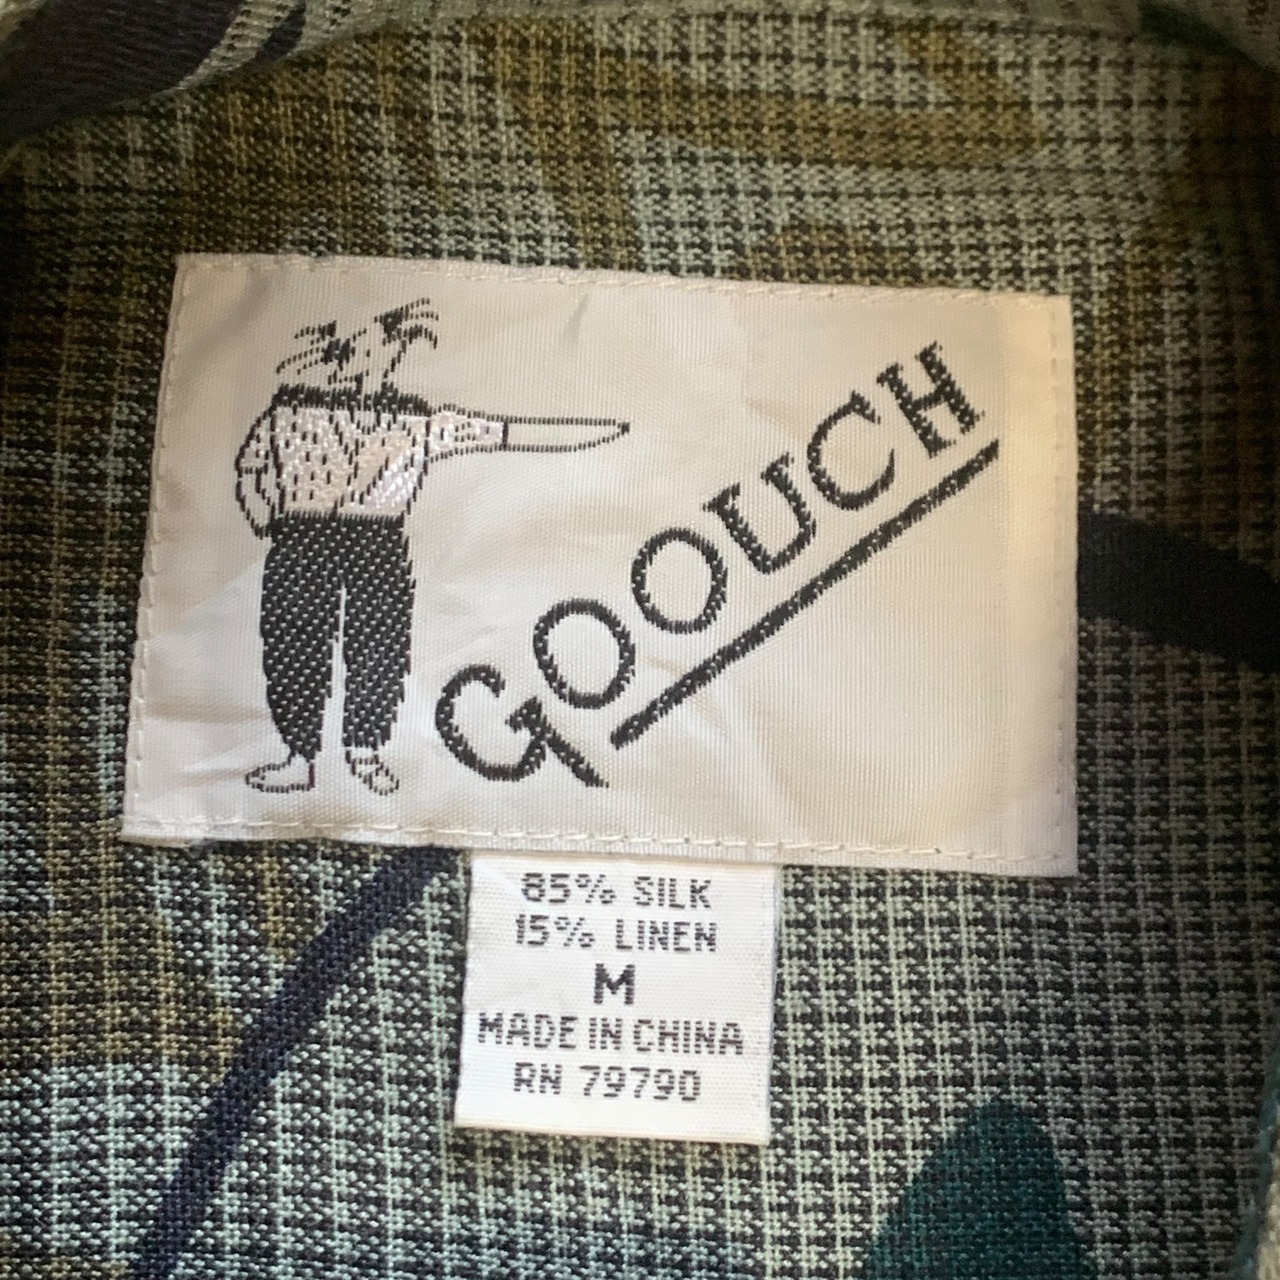 GOOUCH
85% SILK
15% LINEN
M
MADE IN CHINA
RN 79790